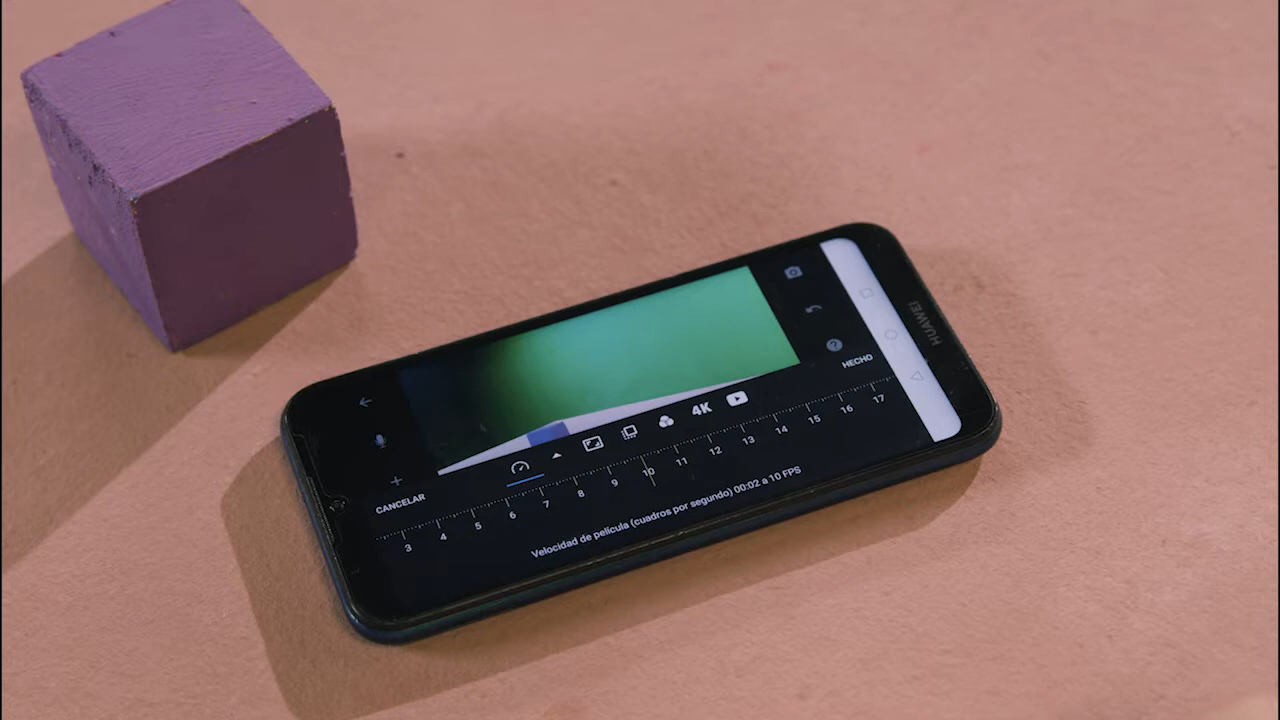 HUAWEI
HECHO
4K
CANCELAR
3 4 5 6 7 8 9 10 11 12 13 14 15 16 17
Velocidad de película (cuadros por segundo) 00:02 a 10 FPS